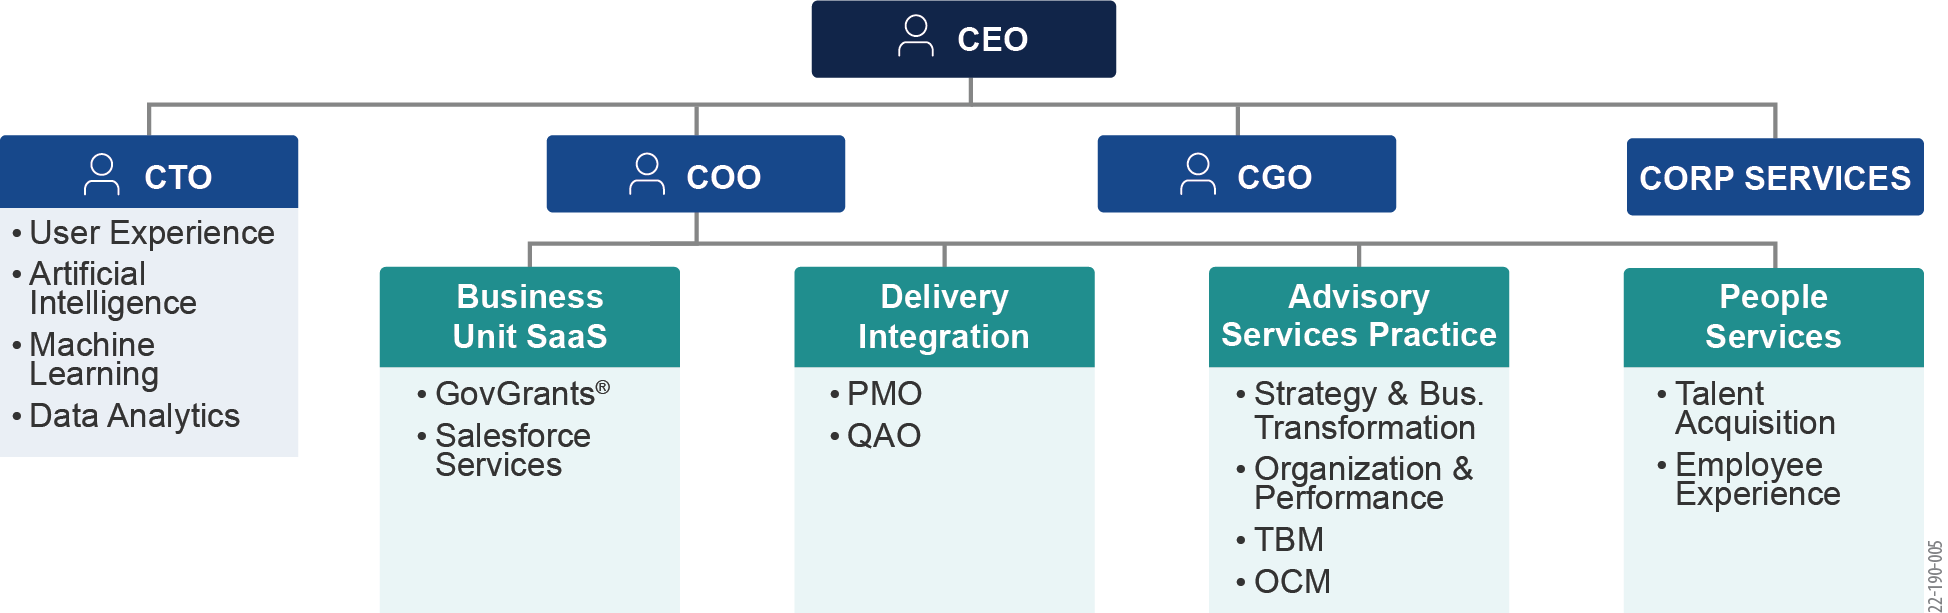 CEO
CTO
• User Experience
• Artificial
Intelligence
• Machine
Learning
• Data Analytics
COO
CGO
CORP SERVICES
Business
Unit SaaS
• GovGrants®
• Salesforce
Services
Delivery
Integration
• PMO
• QAO
Advisory
Services Practice
• Strategy & Bus.
Transformation
• Organization &
Performance
• TBM
• OCM
People
Services
• Talent
Acquisition
• Employee
Experience
22-190-005